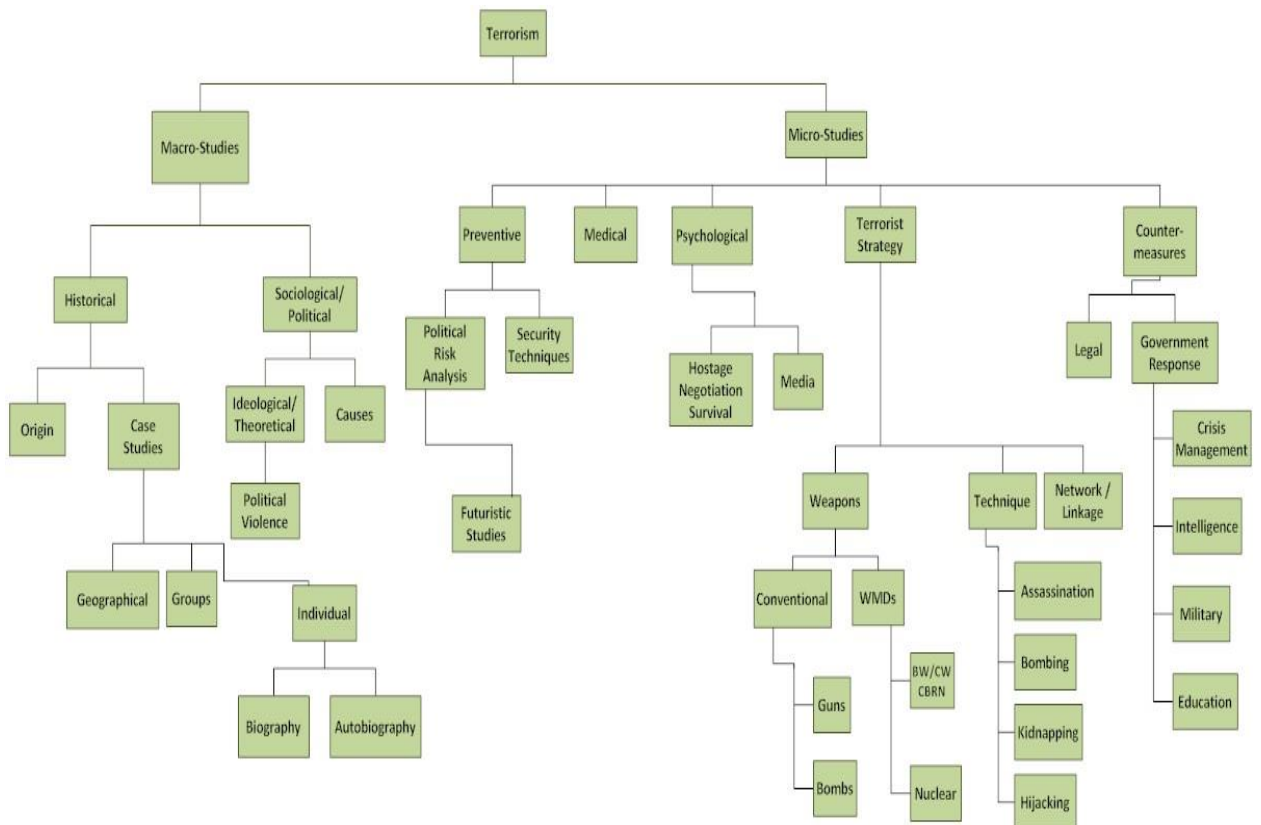 Terrorism
Macro-Studies
Micro-Studies
Historical
Sociological/
Political
Preventive
Medical
Psychological
Terrorist
Strategy
Counter-
measures
Origin
Case
Studies
Ideological/
Theoretical
Causes
Political
Risk
Analysis
Security
Techniques
Hostage
Negotiation
Survival
Media
Legal
Government
Response
Political
Violence
Futuristic
Studies
Weapons
Technique
Network /
Linkage
Crisis
Management
Intelligence
Military
Education
Geographical
Groups
Individual
Biography
Autobiography
Conventional
WMDs
Guns
Bombs
BW/CW
CBRN
Nuclear
Assassination
Bombing
Kidnapping
Hijacking